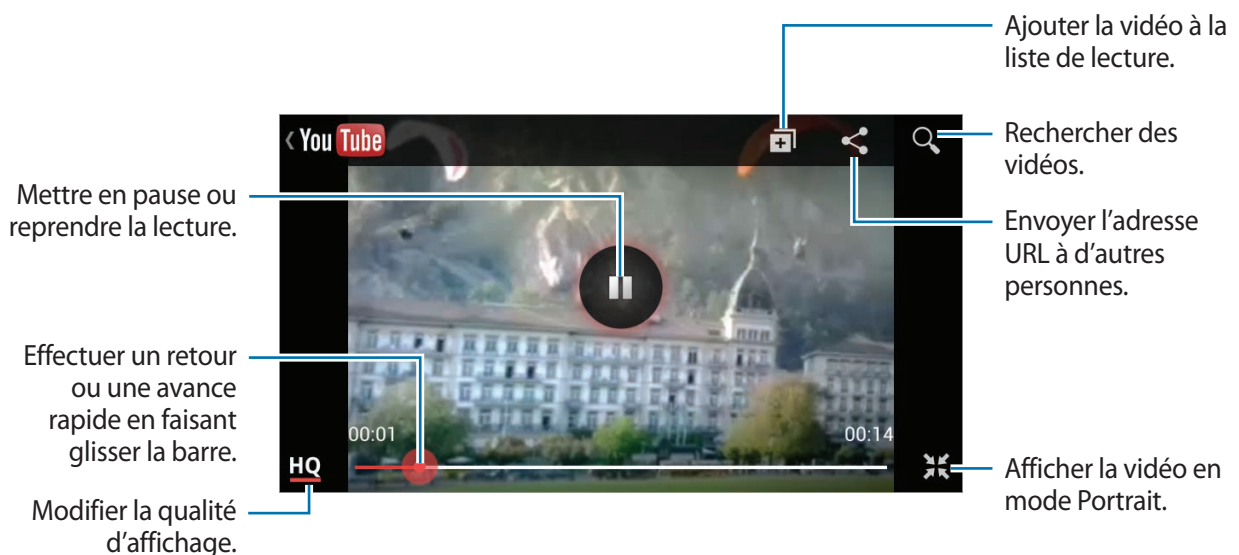 Ajouter la vidéo à la
liste de lecture.
You Tube
Rechercher des
vidéos.
Mettre en pause ou
reprendre la lecture.
Envoyer l’adresse
URL à d’autres
personnes.
Effectuer un retour
ou une avance
rapide en faisant
glisser la barre.
00:01
00:14
HQ
Afficher la vidéo en
mode Portrait.
Modifier la qualité
d’affichage.